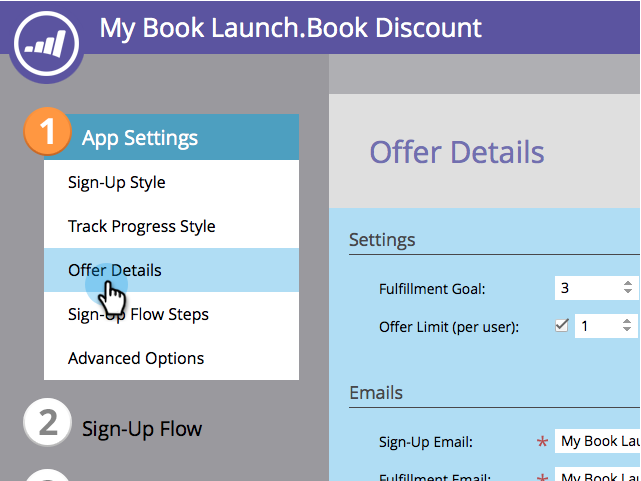 My Book Launch.Book Discount
1
App Settings
Sign-Up Style
Track Progress Style
Offer Details
Sign-Up Flow Steps
Advanced Options
2
Sign-Up Flow
Offer Details
Settings
Fulfillment Goal: 3
Offer Limit (per user): 1
Emails
Sign-Up Email: * My Book Lau
Fulfillment Email: * My Book Lau